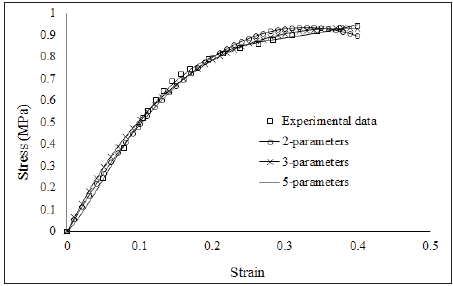 1
0.9
0.8
0.7
0.6
0.5
0.4
0.3
0.2
0.1
0
0
0.1
0.2
0.3
0.4
0.5
Stress (MPa)
Strain
Experimental data
2-parameters
3-parameters
5-parameters